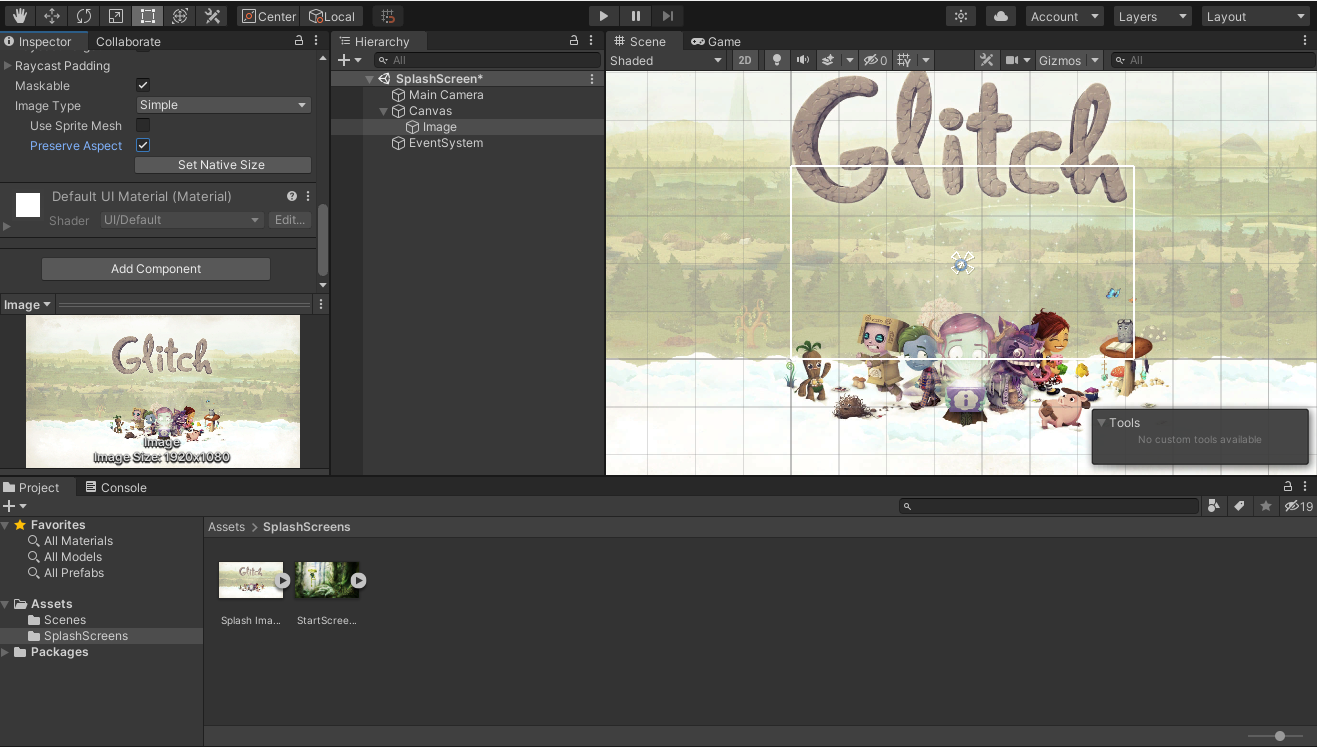 Center
Local
Account
Layers
Layout
Inspector
Collaborate
Raycast Padding
Maskable
Image Type
Simple
Use Sprite Mesh
Preserve Aspect
Set Native Size
Default UI Material (Material)
Shader
UI/Default
Edit...
Add Component
Image
Glitch
Image
Image Size: 1920x1080
Hierarchy
All
SplashScreen*
Main Camera
Canvas
Image
EventSystem
Scene
Game
Shaded
2D
0
Gizmos
All
Glitch
Tools
No custom tools available
Project
Console
19
Favorites
All Materials
All Models
All Prefabs
Assets
Scenes
SplashScreens
Packages
Assets > SplashScreens
Glitch
Splash Ima...
StartScree...